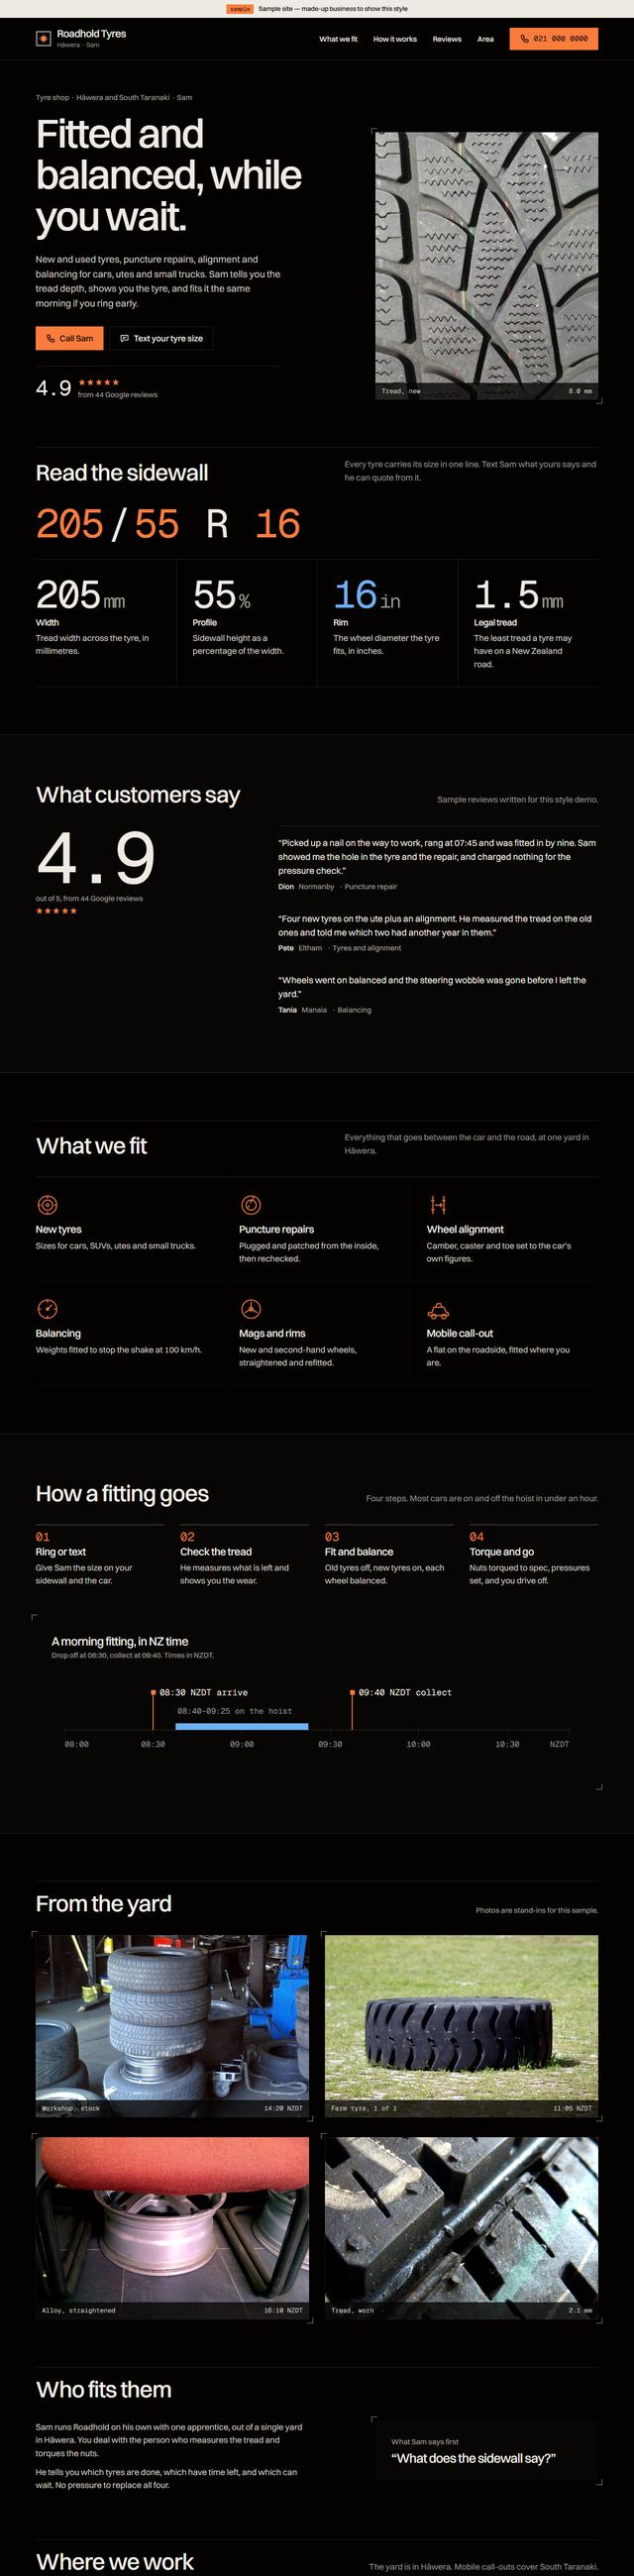 sample Sample site — made-up business to show this style
Roadhold Tyres
Hāwera · Sam
What we fit How it works Reviews Area 021 000 0000
Tyre shop · Hāwera and South Taranaki · Sam
Fitted and
balanced, while
you wait.
New and used tyres, puncture repairs, alignment and
balancing for cars, utes and small trucks. Sam tells you the
tread depth, shows you the tyre, and fits it the same
morning if you ring early.
Call Sam Text your tyre size
4.9 ★★★★★
from 44 Google reviews
Tread, new 8.0 mm
Read the sidewall
Every tyre carries its size in one line. Text Sam what yours says and
he can quote from it.
205/55 R 16
205 mm
Width
Tread width across the tyre, in
millimetres.
55 %
Profile
Sidewall height as a
percentage of the width.
16 in
Rim
The wheel diameter the tyre
fits, in inches.
1.5 mm
Legal tread
The least tread a tyre may
have on a New Zealand
road.
What customers say
Sample reviews written for this style demo.
4.9
out of 5, from 44 Google reviews
★★★★★
“Picked up a nail on the way to work, rang at 07:45 and was fitted in by nine. Sam
showed me the hole in the tyre and the repair, and charged nothing for the
pressure check.”
Dion Normanby · Puncture repair
“Four new tyres on the ute plus an alignment. He measured the tread on the old
ones and told me which two had another year in them.”
Pete Eltham · Tyres and alignment
“Wheels went on balanced and the steering wobble was gone before I left the
yard.”
Tania Manaia · Balancing
What we fit
Everything that goes between the car and the road, at one yard in
Hāwera.
New tyres
Sizes for cars, SUVs, utes and small trucks.
Puncture repairs
Plugged and patched from the inside,
then rechecked.
Wheel alignment
Camber, caster and toe set to the car's
own figures.
Balancing
Weights fitted to stop the shake at 100 km/h.
Mags and rims
New and second-hand wheels,
straightened and refitted.
Mobile call-out
A flat on the roadside, fitted where you
are.
How a fitting goes
Four steps. Most cars are on and off the hoist in under an hour.
01
Ring or text
Give Sam the size on your
sidewall and the car.
02
Check the tread
He measures what is left and
shows you the wear.
03
Fit and balance
Old tyres off, new tyres on, each
wheel balanced.
04
Torque and go
Nuts torqued to spec, pressures
set, and you drive off.
A morning fitting, in NZ time
Drop off at 08:30, collect at 09:40. Times in NZDT.
08:30 NZDT arrive 09:40 NZDT collect
08:40–09:25 on the hoist
08:00 08:30 09:00 09:30 10:00 10:30 NZDT
From the yard
Photos are stand-ins for this sample.
Workshop, stock 14:20 NZDT
Farm tyre, 1 of 1 11:05 NZDT
Alloy, straightened 16:10 NZDT
Tread, worn 2.1 mm
Who fits them
Sam runs Roadhold on his own with one apprentice, out of a single yard
in Hāwera. You deal with the person who measures the tread and
torques the nuts.
He tells you which tyres are done, which have time left, and which can
wait. No pressure to replace all four.
What Sam says first
“What does the sidewall say?”
Where we work
The yard is in Hāwera. Mobile call-outs cover South Taranaki.